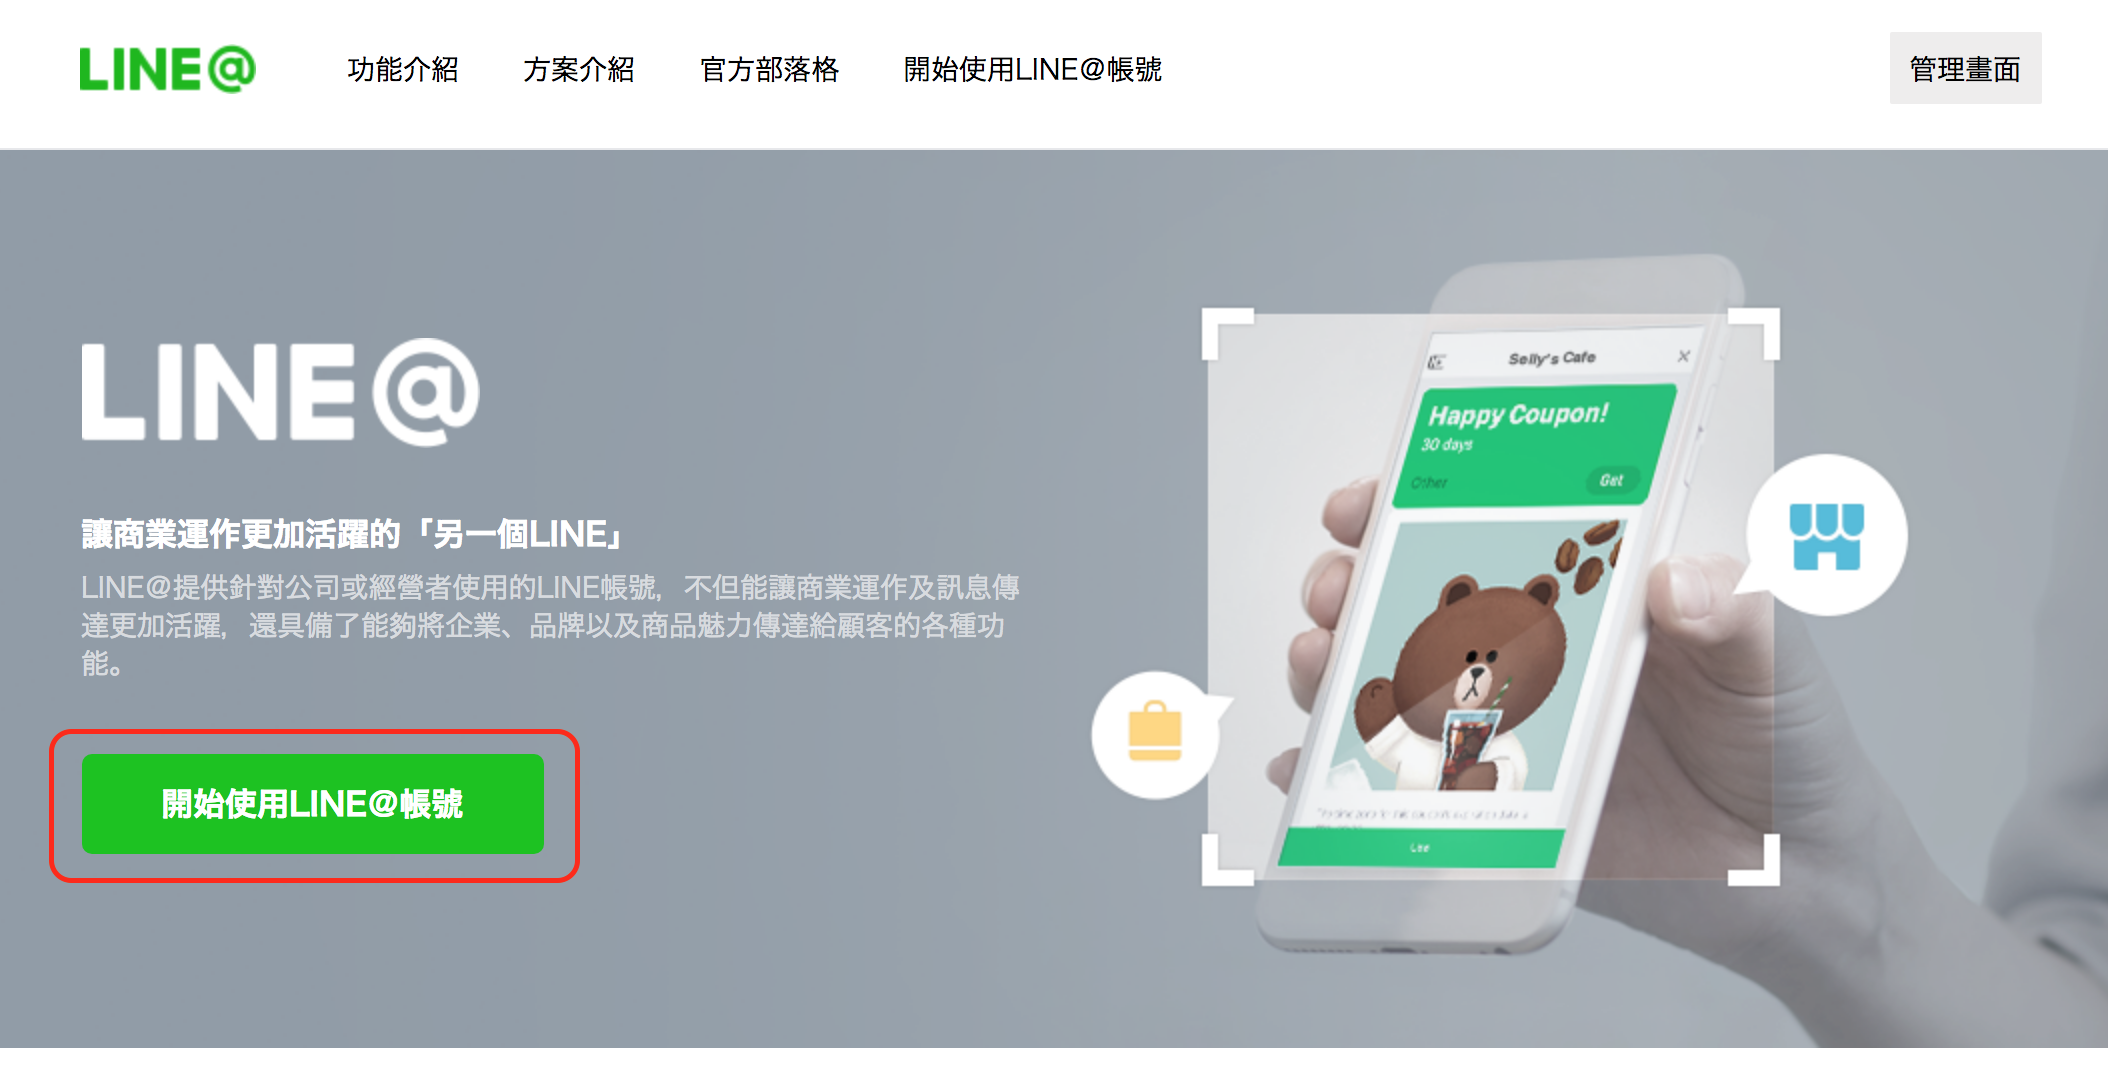 LINE@
功能介紹
方案介紹
官方部落格
開始使用LINE@帳號
管理畫面
LINE@
讓商業運作更加活躍的「另一個LINE」
LINE@提供針對公司或經營者使用的LINE帳號，不但能讓商業運作及訊息傳
達更加活躍，還具備了能夠將企業、品牌以及商品魅力傳達給顧客的各種功
能。
開始使用LINE@帳號
Selly's Cafe
Happy Coupon!
30 days
Other
Get
Use